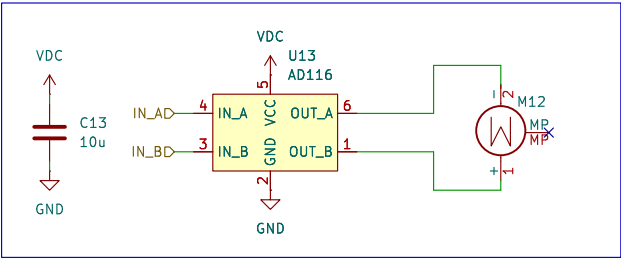 VDC
C13
10u
GND
VDC
U13
AD116
IN_A
4
IN_A
5
VCC
OUT_A
6
IN_B
3
IN_B
GND
OUT_B
1
2
GND
-
2
M12
M
MP
MP
+
1